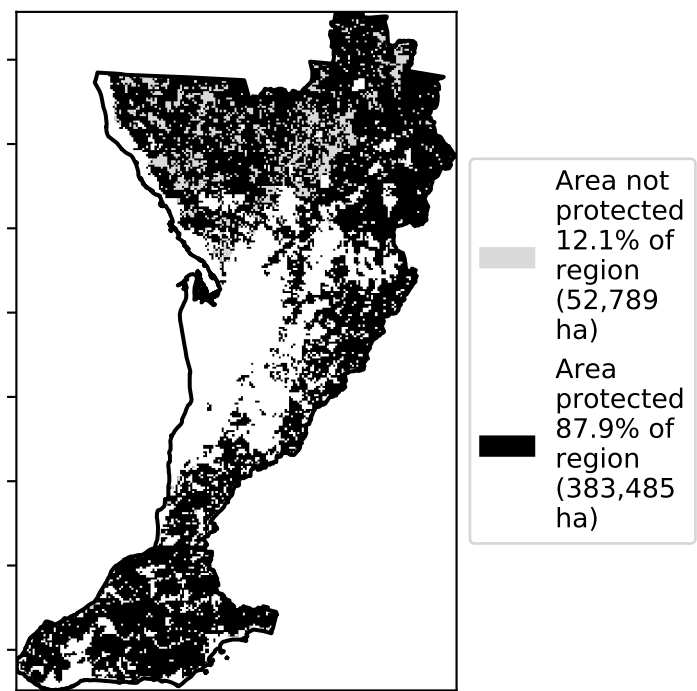 Area not
protected
12.1% of
region
(52,789
ha)
Area
protected
87.9% of
region
(383,485
ha)